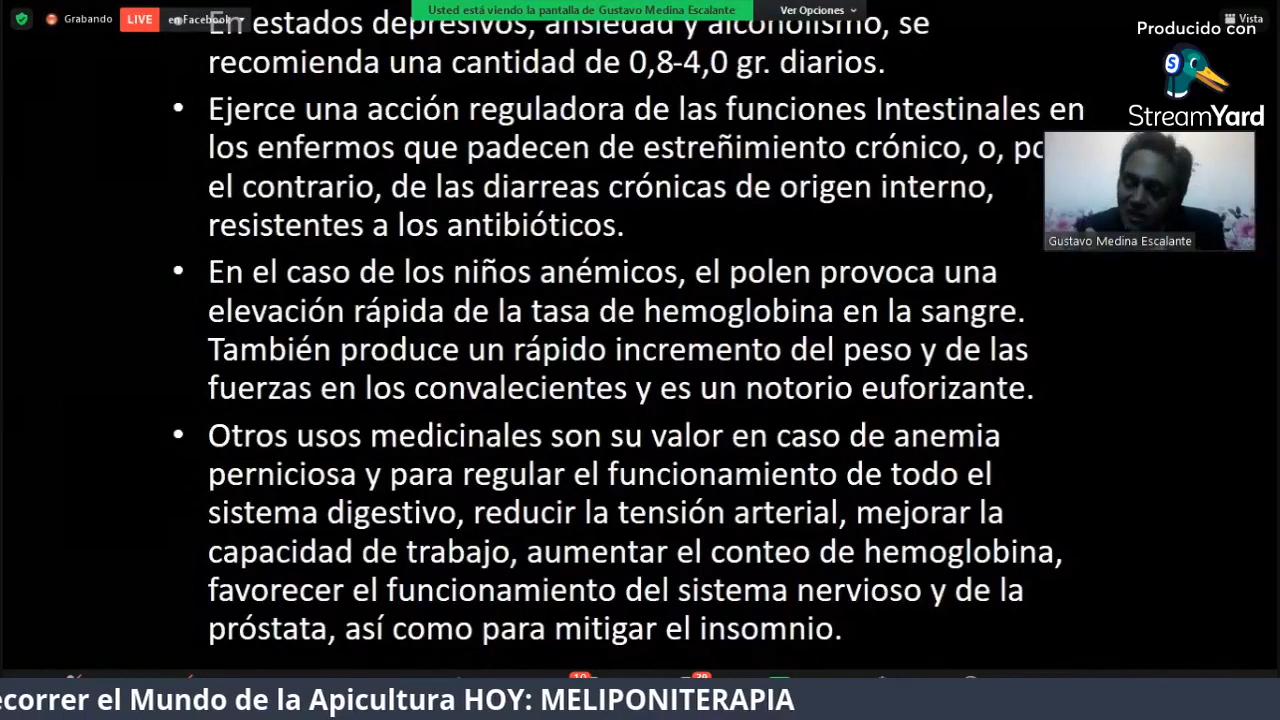 Usted está viendo la pantalla de Gustavo Medina Escalante
Ver Opciones
Grabando
LIVE
en Facebook
Vista
Producido con
StreamYard
En estados depresivos, ansiedad y alcoholismo, se
recomienda una cantidad de 0,8-4,0 gr. diarios.
• Ejerce una acción reguladora de las funciones Intestinales en
los enfermos que padecen de estreñimiento crónico, o, po
el contrario, de las diarreas crónicas de origen interno,
resistentes a los antibióticos.
Gustavo Medina Escalante
• En el caso de los niños anémicos, el polen provoca una
elevación rápida de la tasa de hemoglobina en la sangre.
También produce un rápido incremento del peso y de las
fuerzas en los convalecientes y es un notorio euforizante.
• Otros usos medicinales son su valor en caso de anemia
perniciosa y para regular el funcionamiento de todo el
sistema digestivo, reducir la tensión arterial, mejorar la
capacidad de trabajo, aumentar el conteo de hemoglobina,
favorecer el funcionamiento del sistema nervioso y de la
próstata, así como para mitigar el insomnio.
ecorrer el Mundo de la Apicultura HOY: MELIPONITERAPIA